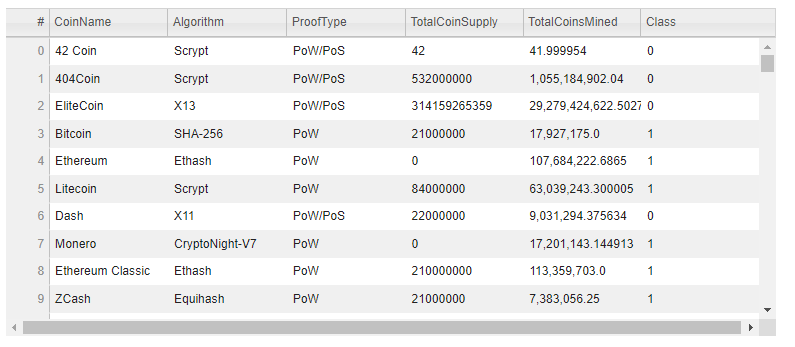 # CoinName Algorithm ProofType TotalCoinSupply TotalCoinsMined Class
0 42 Coin Scrypt PoW/PoS 42 41.999954 0
1 404Coin Scrypt PoW/PoS 532000000 1,055,184,902.04 0
2 EliteCoin X13 PoW/PoS 314159265359 29,279,424,622.5027 0
3 Bitcoin SHA-256 PoW 21000000 17,927,175.0 1
4 Ethereum Ethash PoW 0 107,684,222.6865 1
5 Litecoin Scrypt PoW 84000000 63,039,243.300005 1
6 Dash X11 PoW/PoS 22000000 9,031,294.375634 0
7 Monero CryptoNight-V7 PoW 0 17,201,143.144913 1
8 Ethereum Classic Ethash PoW 210000000 113,359,703.0 1
9 ZCash Equihash PoW 21000000 7,383,056.25 1